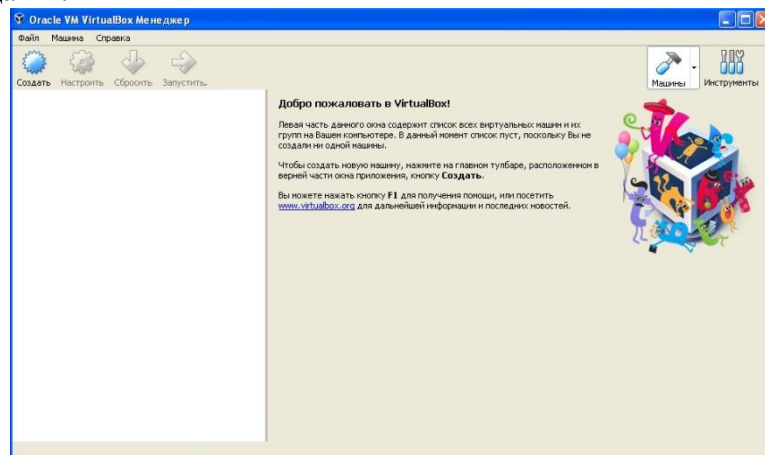 Oracle VM VirtualBox Менеджер
Файл Машина Справка
Создать Настроить Сбросить Запустить
Машины Инструменты
Добро пожаловать в VirtualBox!
Левая часть данного окна содержит список всех виртуальных машин и их
групп на Вашем компьютере. В данный момент список пуст, поскольку Вы не
создали ни одной машины.
Чтобы создать новую машину, нажмите на главном тулбаре, расположенном в
верхней части окна приложения, кнопку Создать.
Вы можете нажать кнопку F1 для получения помощи, или посетить
www.virtualbox.org для дальнейшей информации и последних новостей.